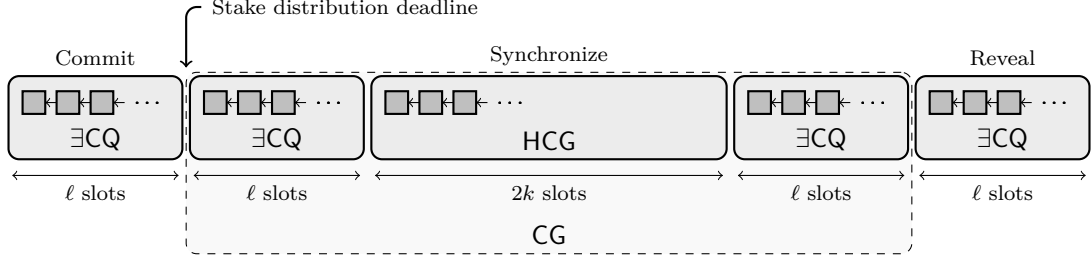 Stake distribution deadline
Commit
Synchronize
Reveal
··· ··· ··· ··· ···
∃CQ ∃CQ HCG ∃CQ ∃CQ
ℓ slots ℓ slots 2k slots ℓ slots ℓ slots
CG